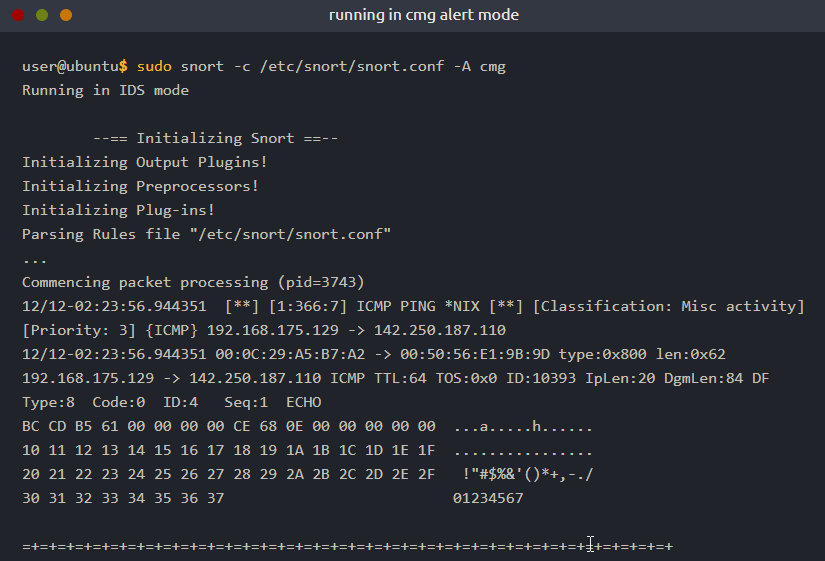 running in cmg alert mode
user@ubuntu$ sudo snort -c /etc/snort/snort.conf -A cmg
Running in IDS mode
--== Initializing Snort ==--
Initializing Output Plugins!
Initializing Preprocessors!
Initializing Plug-ins!
Parsing Rules file "/etc/snort/snort.conf"
...
Commencing packet processing (pid=3743)
12/12-02:23:56.944351  [**] [1:366:7] ICMP PING *NIX [**] [Classification: Misc activity]
[Priority: 3] {ICMP} 192.168.175.129 -> 142.250.187.110
12/12-02:23:56.944351 00:0C:29:A5:B7:A2 -> 00:50:56:E1:9B:9D type:0x800 len:0x62
192.168.175.129 -> 142.250.187.110 ICMP TTL:64 TOS:0x0 ID:10393 IpLen:20 DgmLen:84 DF
Type:8  Code:0  ID:4   Seq:1  ECHO
BC CD B5 61 00 00 00 00 CE 68 0E 00 00 00 00 00  ...a.....h......
10 11 12 13 14 15 16 17 18 19 1A 1B 1C 1D 1E 1F  ................
20 21 22 23 24 25 26 27 28 29 2A 2B 2C 2D 2E 2F   !"#$%&'()*+,-./
30 31 32 33 34 35 36 37                          01234567
=+=+=+=+=+=+=+=+=+=+=+=+=+=+=+=+=+=+=+=+=+=+=+=+=+=+=+=+=+=+=+=+=+=+=+=+=+